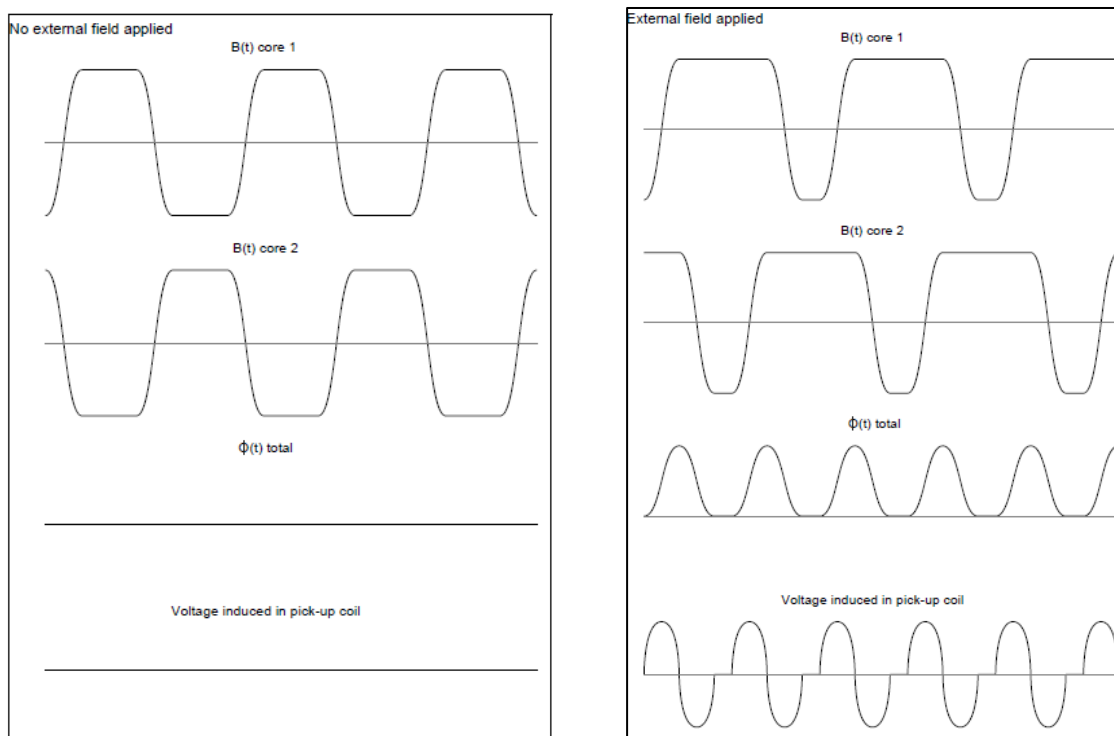 No external field applied
B(t) core 1
B(t) core 2
ϕ(t) total
Voltage induced in pick-up coil
External field applied
B(t) core 1
B(t) core 2
ϕ(t) total
Voltage induced in pick-up coil